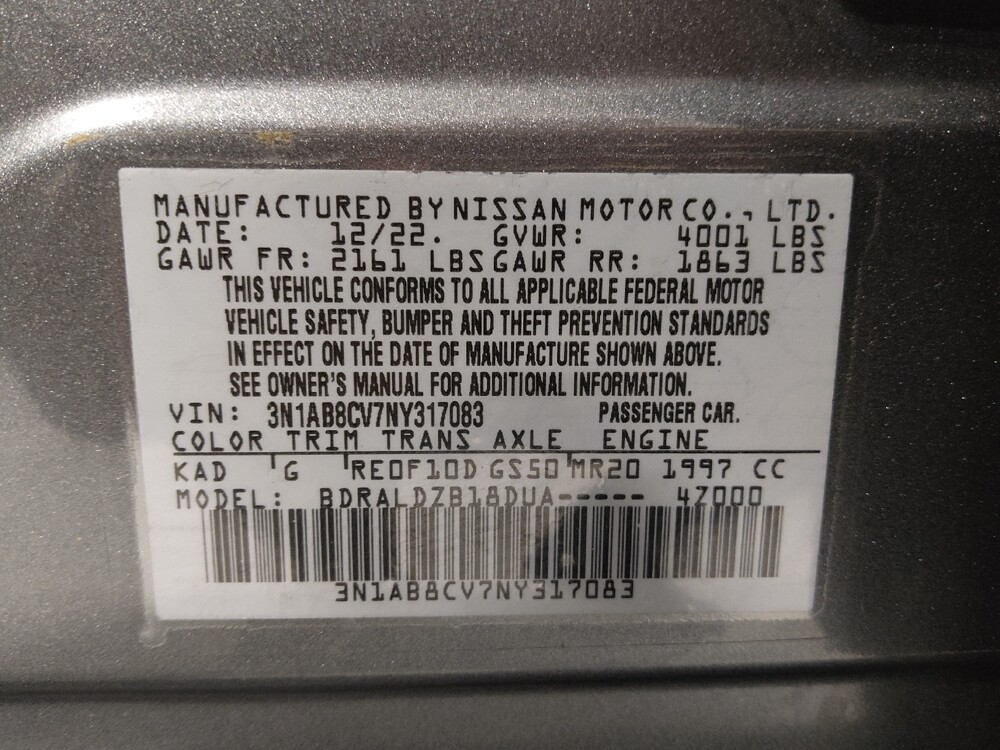 MANUFACTURED BY NISSAN MOTOR CO., LTD.
DATE: 12/22. GVWR: 4001 LBS
GAWR FR: 2161 LBS GAWR RR: 1863 LBS
THIS VEHICLE CONFORMS TO ALL APPLICABLE FEDERAL MOTOR
VEHICLE SAFETY, BUMPER AND THEFT PREVENTION STANDARDS
IN EFFECT ON THE DATE OF MANUFACTURE SHOWN ABOVE.
SEE OWNER'S MANUAL FOR ADDITIONAL INFORMATION.
VIN: 3N1AB8CV7NY317083 PASSENGER CAR.
COLOR TRIM TRANS AXLE ENGINE
KAD G RE0F10D GS50 MR20 1997 CC
MODEL: BDRALDZB18DUA----- 4Z000
3N1AB8CV7NY317083